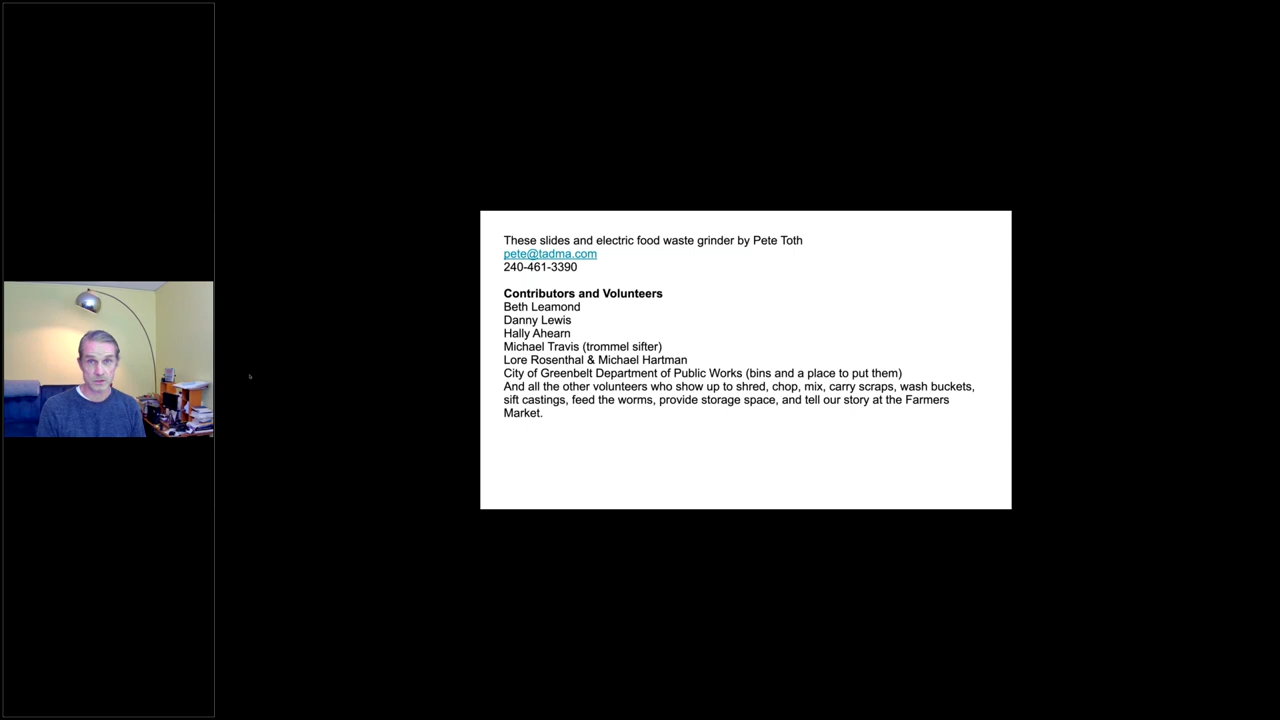 These slides and electric food waste grinder by Pete Toth
pete@tadma.com
240-461-3390
Contributors and Volunteers
Beth Leamond
Danny Lewis
Hally Ahearn
Michael Travis (trommel sifter)
Lore Rosenthal & Michael Hartman
City of Greenbelt Department of Public Works (bins and a place to put them)
And all the other volunteers who show up to shred, chop, mix, carry scraps, wash buckets,
sift castings, feed the worms, provide storage space, and tell our story at the Farmers
Market.